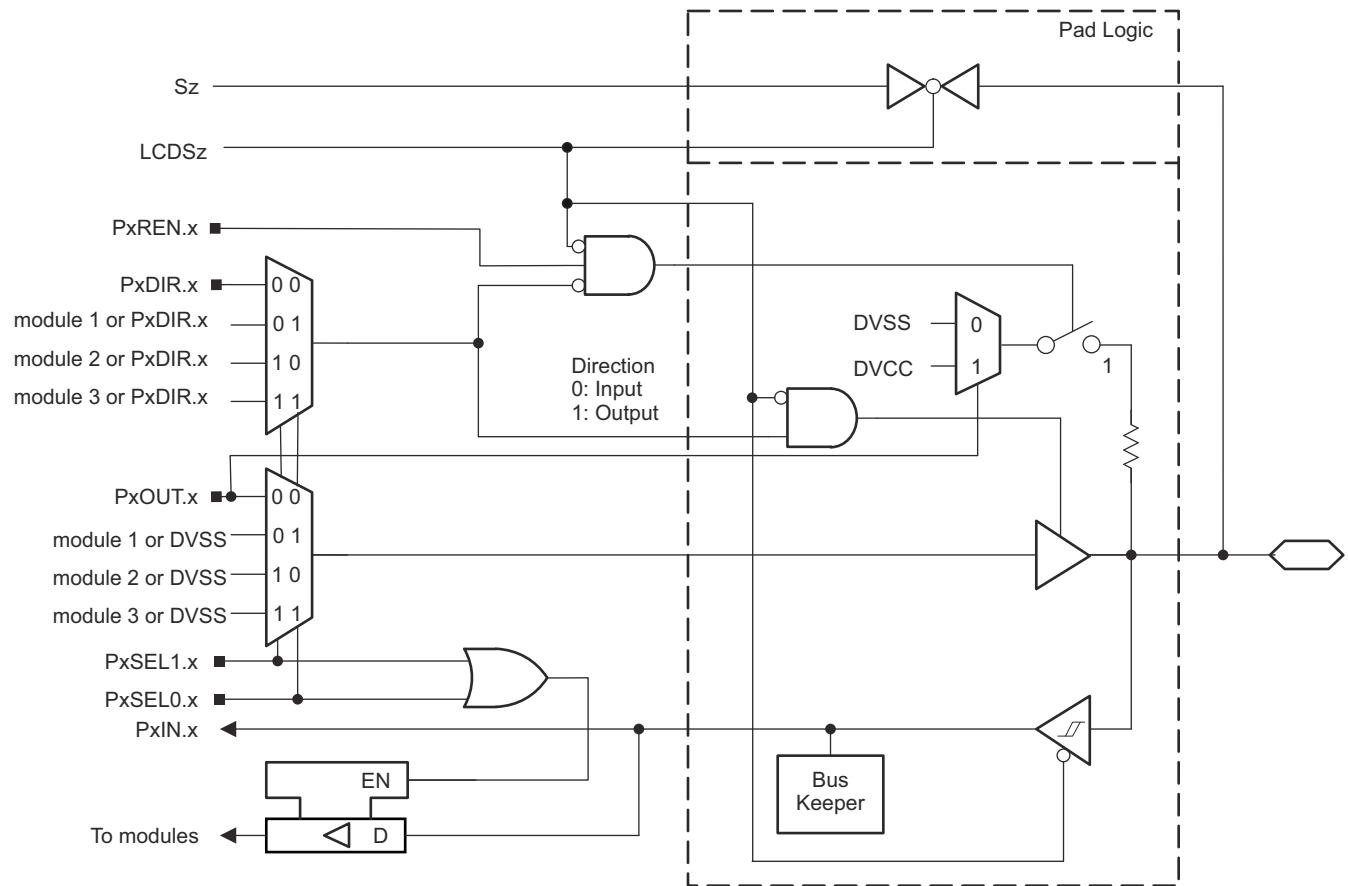 Pad Logic
Sz
LCDSz
PxREN.x
PxDIR.x
0 0
module 1 or PxDIR.x
0 1
module 2 or PxDIR.x
1 0
module 3 or PxDIR.x
1 1
Direction
0: Input
1: Output
DVSS
0
DVCC
1
1
PxOUT.x
0 0
module 1 or DVSS
0 1
module 2 or DVSS
1 0
module 3 or DVSS
1 1
PxSEL1.x
PxSEL0.x
PxIN.x
EN
Bus
Keeper
To modules
D